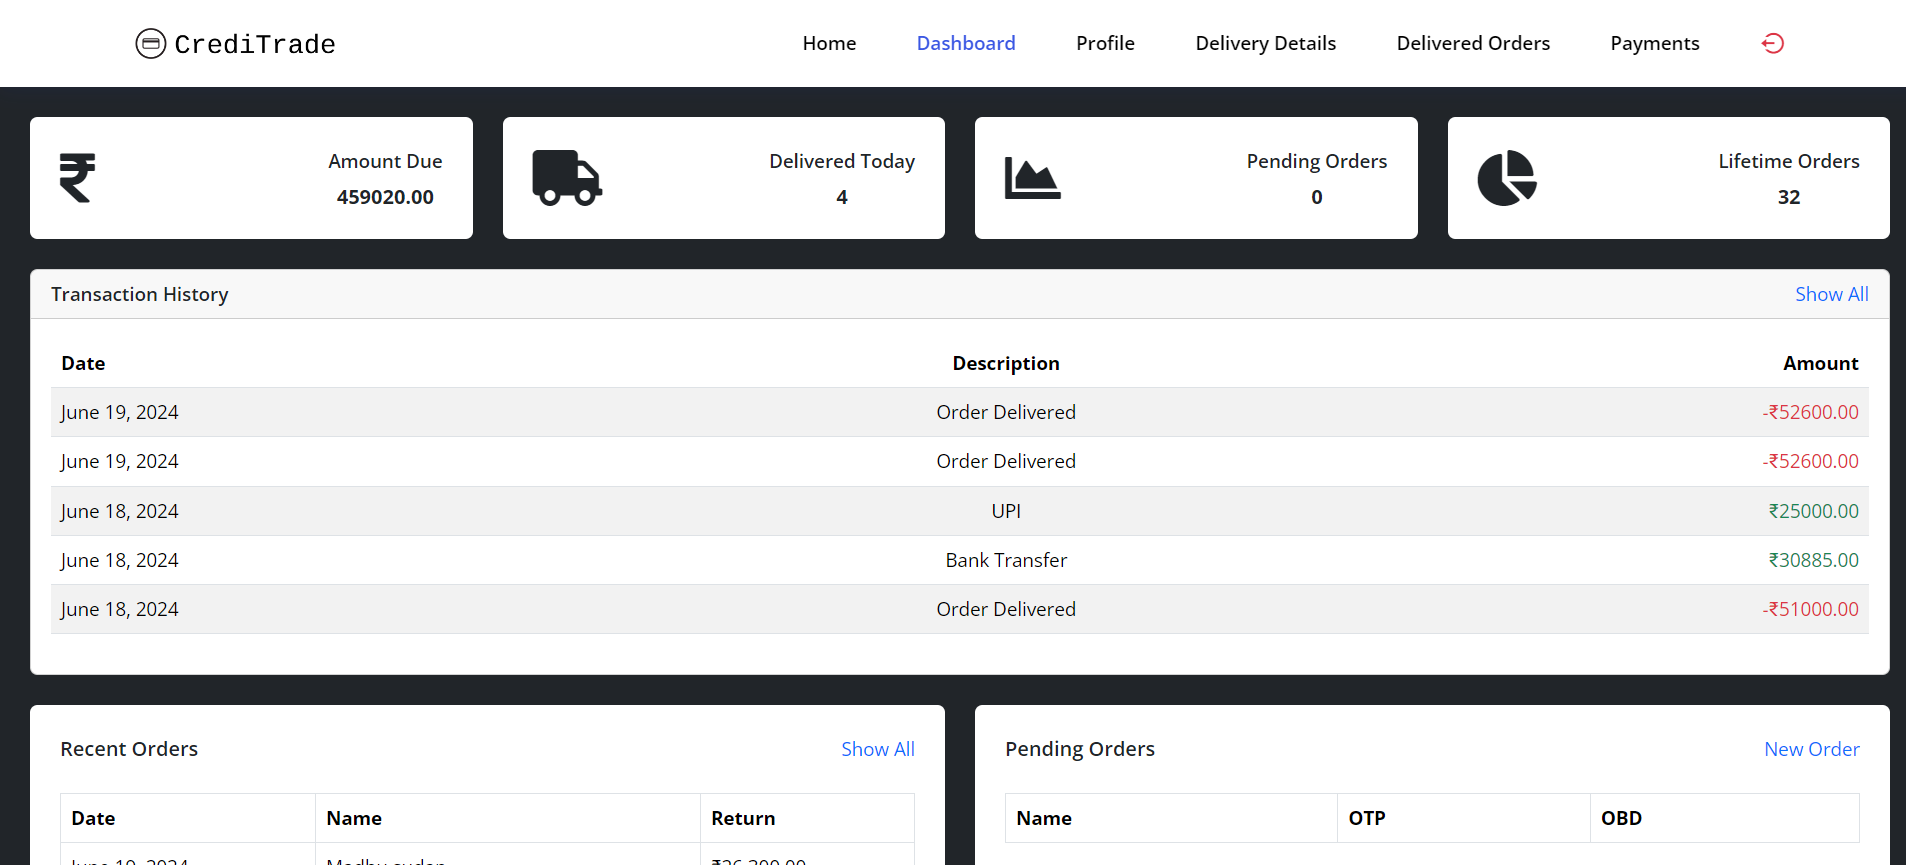 CrediTrade
Home Dashboard Profile Delivery Details Delivered Orders Payments
Amount Due
459020.00
Delivered Today
4
Pending Orders
0
Lifetime Orders
32
Transaction History Show All
Date Description Amount
June 19, 2024 Order Delivered -₹52600.00
June 19, 2024 Order Delivered -₹52600.00
June 18, 2024 UPI ₹25000.00
June 18, 2024 Bank Transfer ₹30885.00
June 18, 2024 Order Delivered -₹51000.00
Recent Orders Show All
Date Name Return
June 19, 2024
Pending Orders New Order
Name OTP OBD